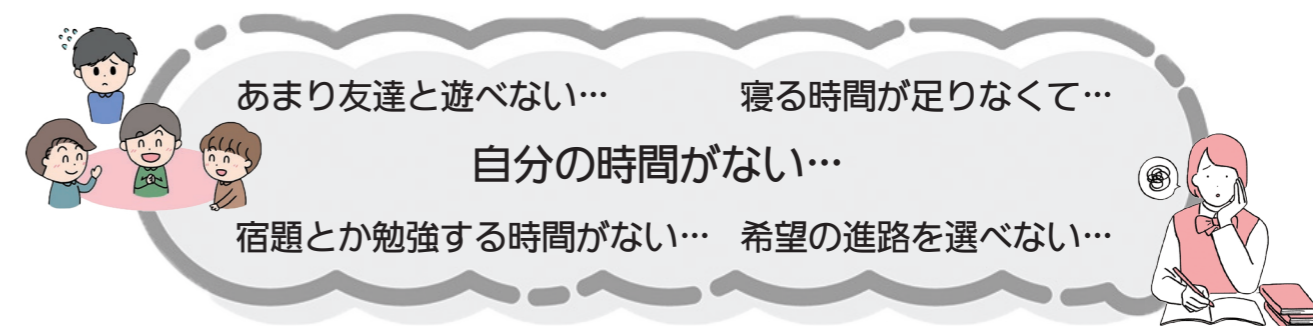 あまり友達と遊べない…
寝る時間が足りなくて…
自分の時間がない…
宿題とか勉強する時間がない…
希望の進路を選べない…